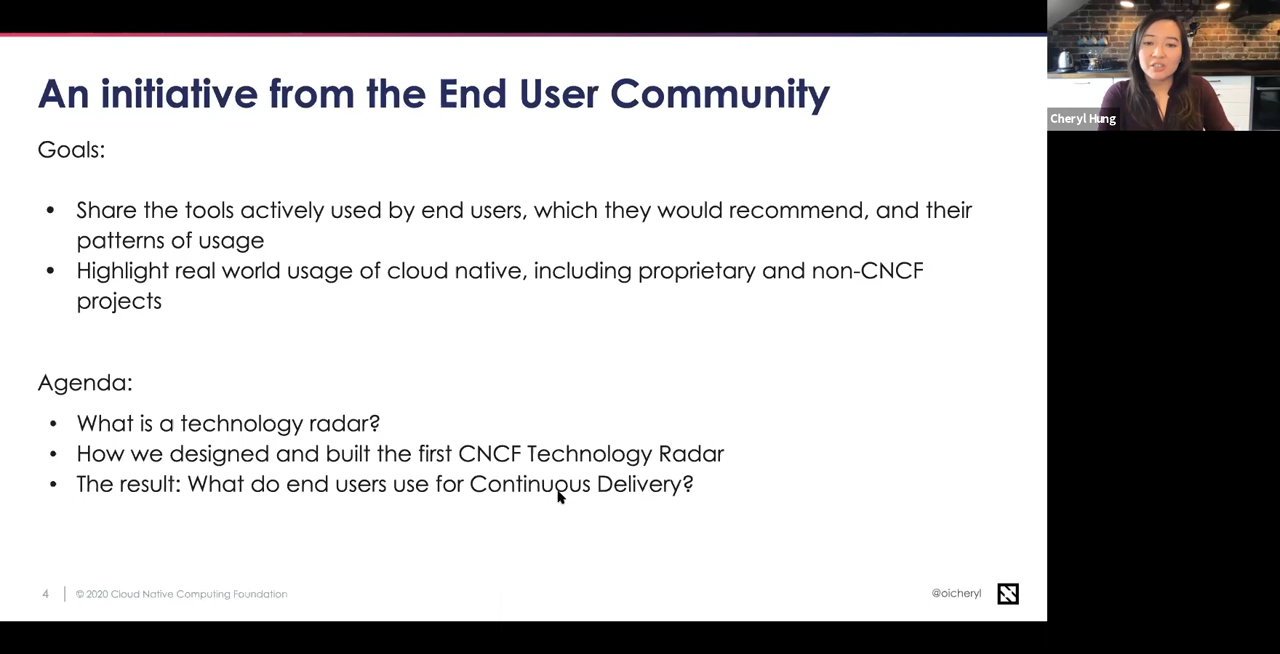 An initiative from the End User Community
Goals:
• Share the tools actively used by end users, which they would recommend, and their
patterns of usage
• Highlight real world usage of cloud native, including proprietary and non-CNCF
projects
Agenda:
• What is a technology radar?
• How we designed and built the first CNCF Technology Radar
• The result: What do end users use for Continuous Delivery?
4 | © 2020 Cloud Native Computing Foundation
@oicheryl
Cheryl Hung